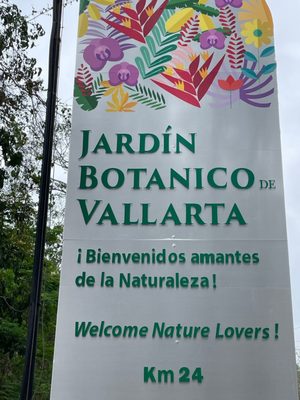 JARDÍN
BOTANICO DE
VALLARTA
¡Bienvenidos amantes
de la Naturaleza!
Welcome Nature Lovers!
Km 24